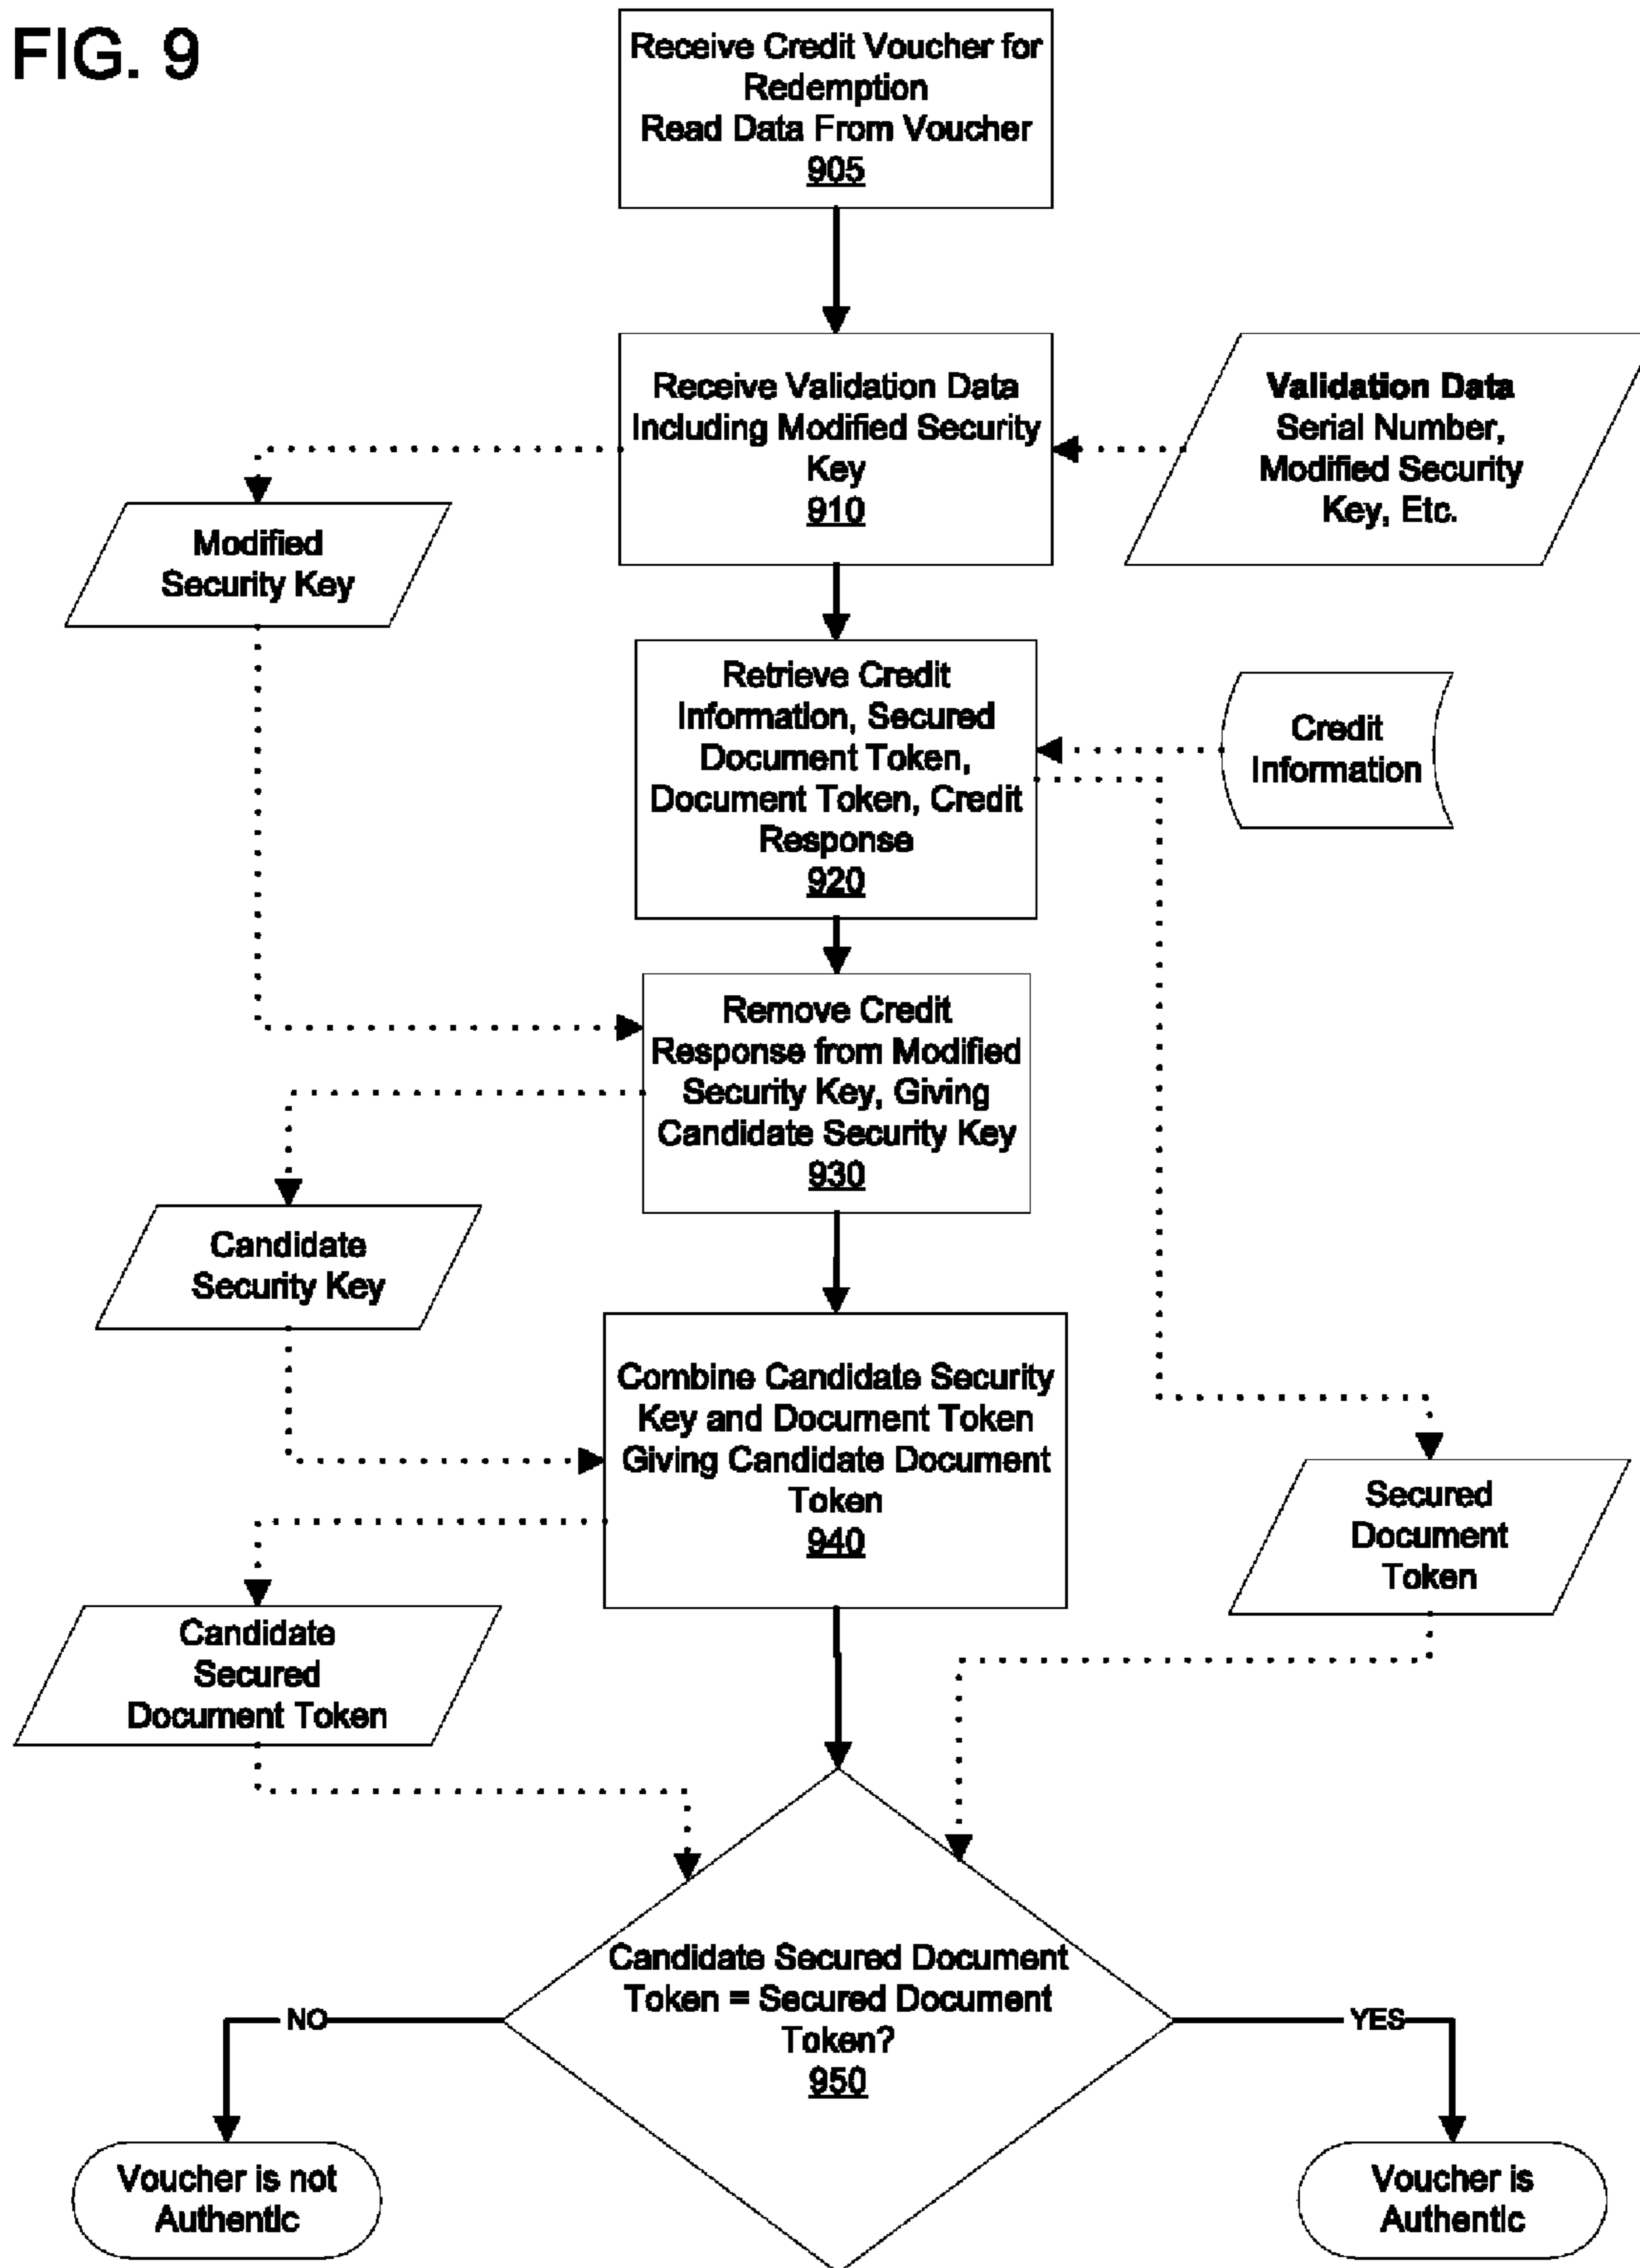 FIG. 9
Receive Credit Voucher for
Redemption
Read Data From Voucher
905
Receive Validation Data
Including Modified Security
Key
910
Validation Data
Serial Number,
Modified Security
Key, Etc.
Modified
Security Key
Retrieve Credit
Information, Secured
Document Token,
Document Token, Credit
Response
920
Credit
Information
Remove Credit
Response from Modified
Security Key, Giving
Candidate Security Key
930
Candidate
Security Key
Combine Candidate Security
Key and Document Token
Giving Candidate Document
Token
940
Secured
Document
Token
Candidate
Secured
Document Token
Candidate Secured Document
Token = Secured Document
Token?
950
NO
YES
Voucher is not
Authentic
Voucher is
Authentic